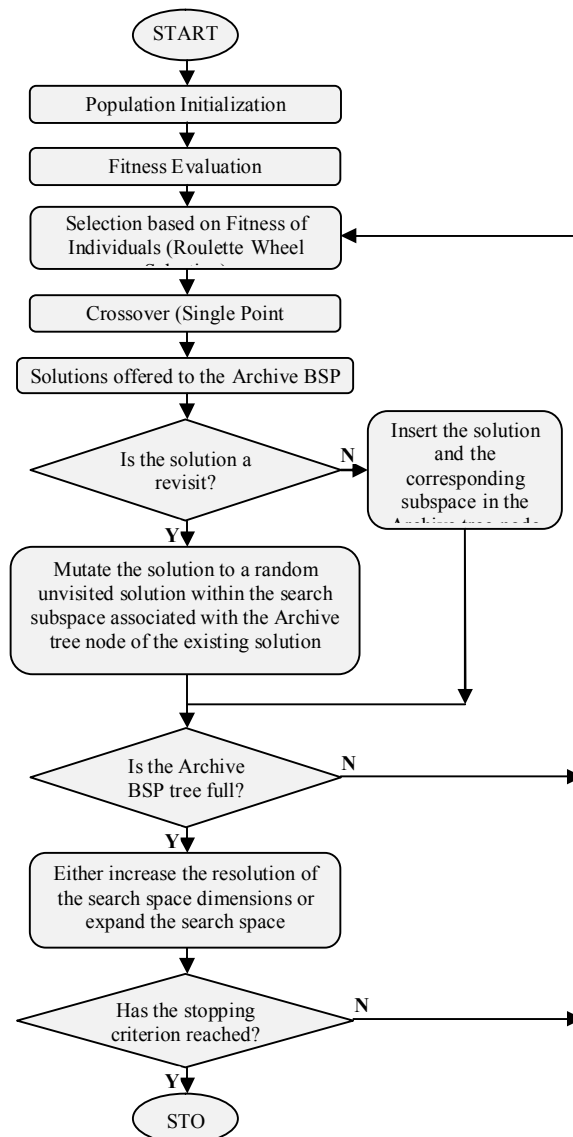 START
Population Initialization
Fitness Evaluation
Selection based on Fitness of
Individuals (Roulette Wheel
Crossover (Single Point
Solutions offered to the Archive BSP
Is the solution a
revisit?
N
Insert the solution
and the
corresponding
subspace in the
Archive tree node
Y
Mutate the solution to a random
unvisited solution within the search
subspace associated with the Archive
tree node of the existing solution
Is the Archive
BSP tree full?
N
Y
Either increase the resolution of
the search space dimensions or
expand the search space
Has the stopping
criterion reached?
N
Y
STO